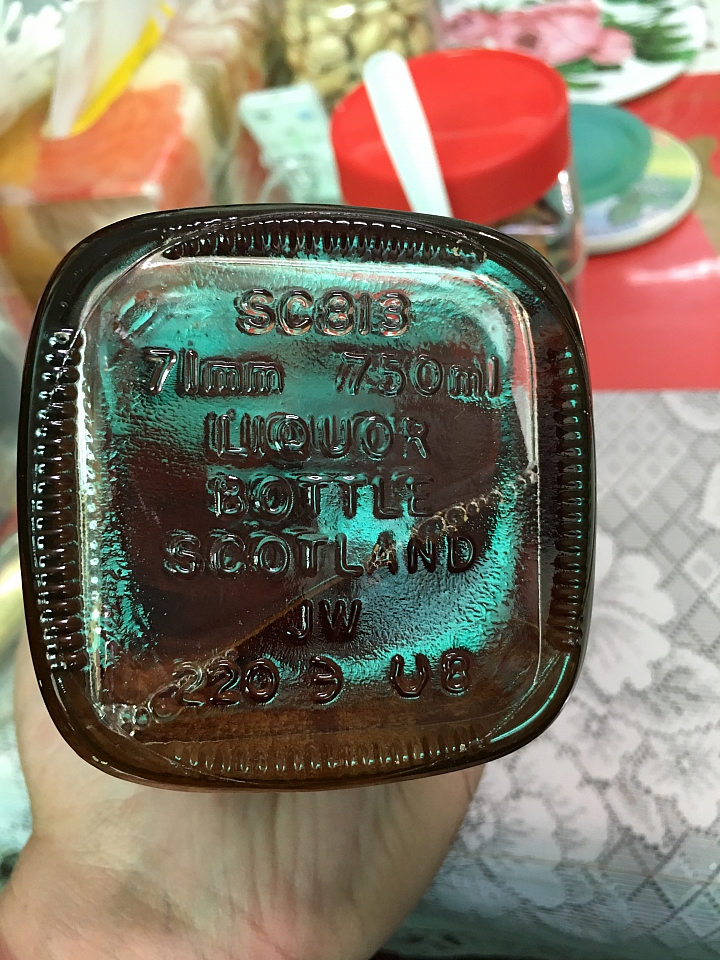 SC813
71mm 750ml
LIQUOR
BOTTLE
SCOTLAND
JW
220 Э U8